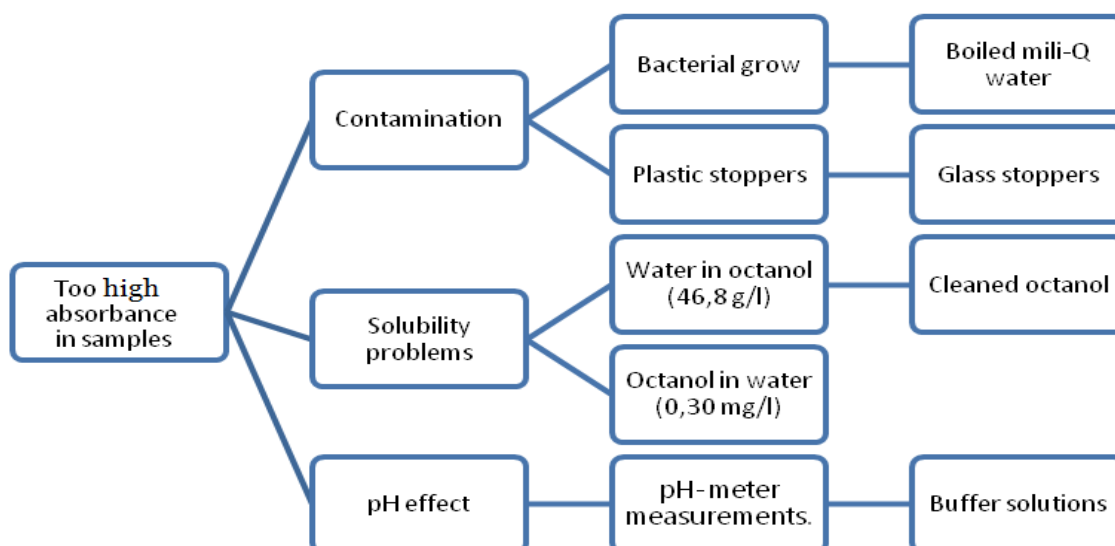 Too high
absorbance
in samples
Contamination
Bacterial grow
Boiled mili-Q
water
Plastic stoppers
Glass stoppers
Solubility
problems
Water in octanol
(46,8 g/l)
Cleaned octanol
Octanol in water
(0,30 mg/l)
pH effect
pH-meter
measurements.
Buffer solutions